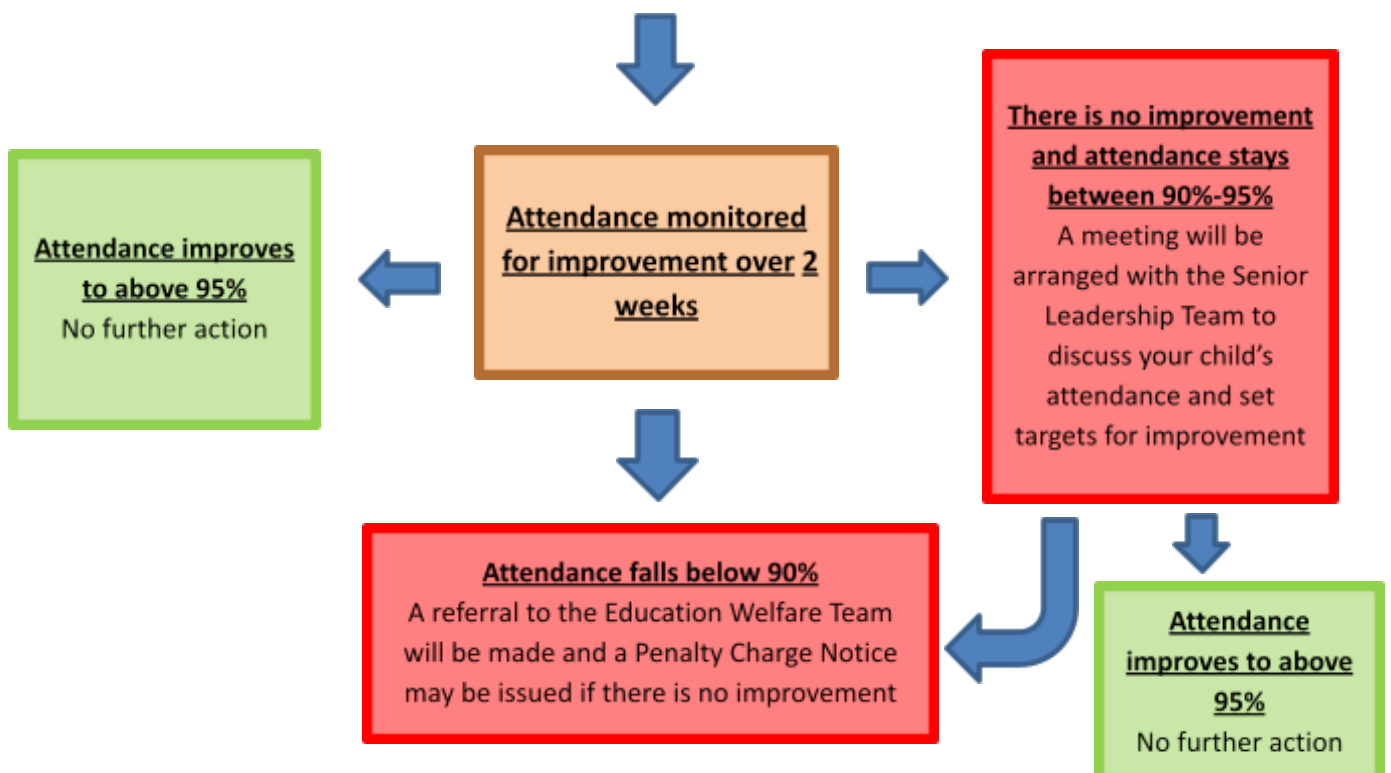 Attendance improves
to above 95%
No further action
Attendance monitored
for improvement over 2
weeks
There is no improvement
and attendance stays
between 90%-95%
A meeting will be
arranged with the Senior
Leadership Team to
discuss your child’s
attendance and set
targets for improvement
Attendance falls below 90%
A referral to the Education Welfare Team
will be made and a Penalty Charge Notice
may be issued if there is no improvement
Attendance
improves to above
95%
No further action